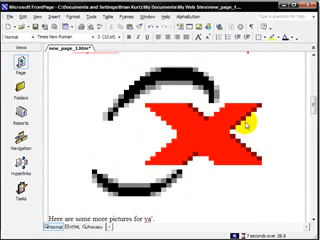 Microsoft FrontPage - C:\Documents and Settings\Brian Kurtz\My Documents\My Web Sites\new_page_1.
File Edit View Insert Format Tools Table Frames Window Help AlphaButton
Normal Times New Roman
Views new_page_1.htm*
Page
Folders
Reports
Navigation
Hyperlinks
Tasks
Here are some more pictures for ya'.
Normal HTML Preview
7 seconds over 28.8